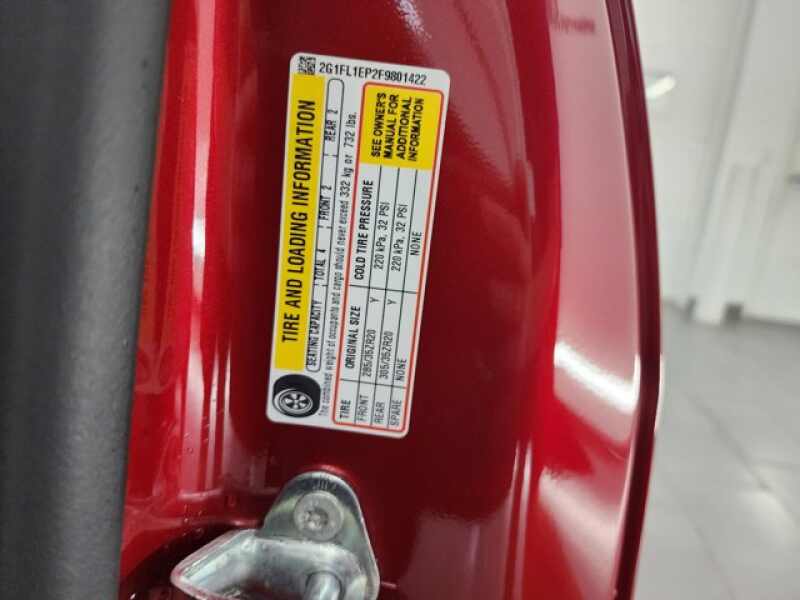 2G1FL1EP2F9801422
TIRE AND LOADING INFORMATION
SEATING CAPACITY TOTAL 4 FRONT 2 REAR 2
The combined weight of occupants and cargo should never exceed 332 kg or 732 lbs.
TIRE ORIGINAL SIZE COLD TIRE PRESSURE
FRONT 285/35ZR20 Y 220 kPa, 32 PSI
REAR 305/35ZR20 Y 220 kPa, 32 PSI
SPARE NONE NONE
SEE OWNER'S
MANUAL FOR
ADDITIONAL
INFORMATION